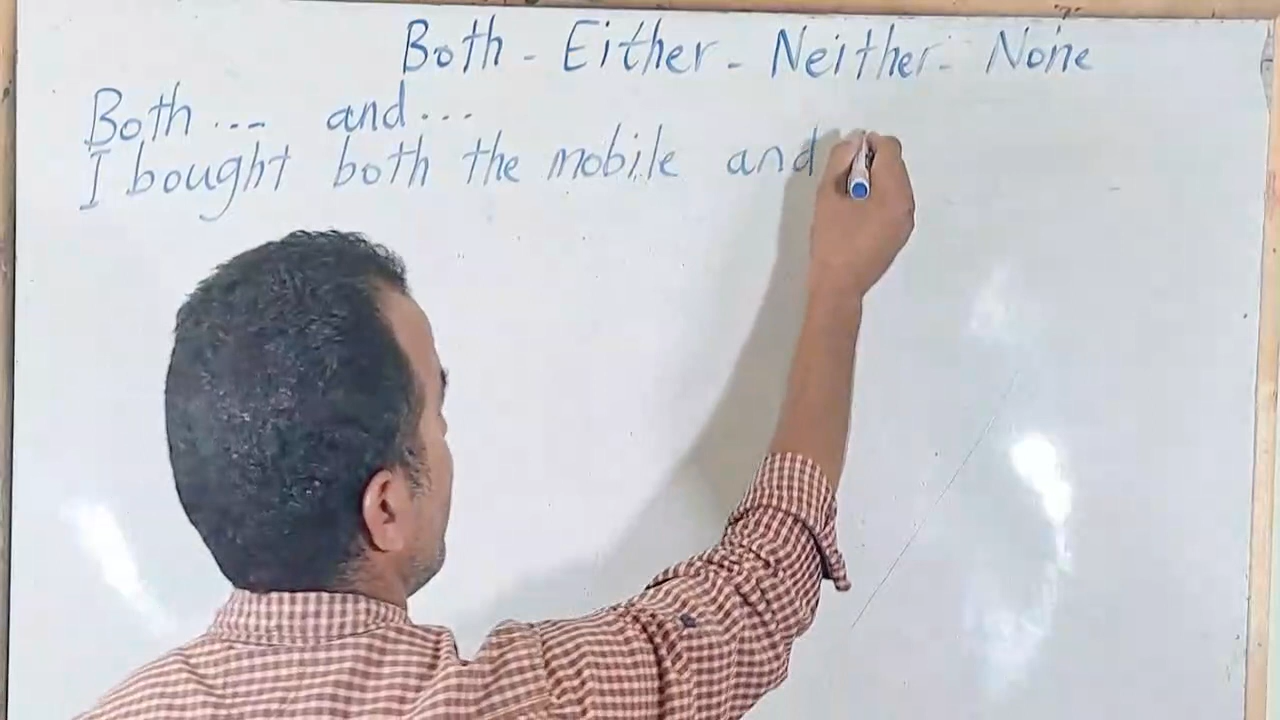 Both - Either - Neither - None
Both --- and...
I bought both the mobile and